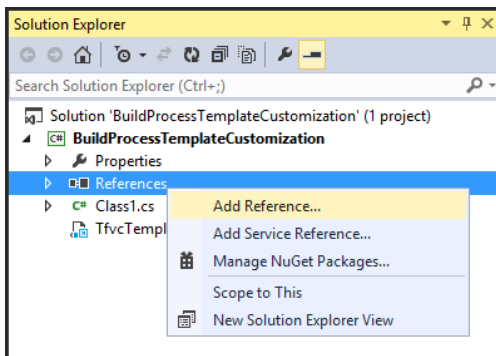 Solution Explorer
Search Solution Explorer (Ctrl+;)
Solution 'BuildProcessTemplateCustomization' (1 project)
C# BuildProcessTemplateCustomization
Properties
References
Add Reference...
C# Class1.cs
TfvcTempl
Add Service Reference...
Manage NuGet Packages...
Scope to This
New Solution Explorer View